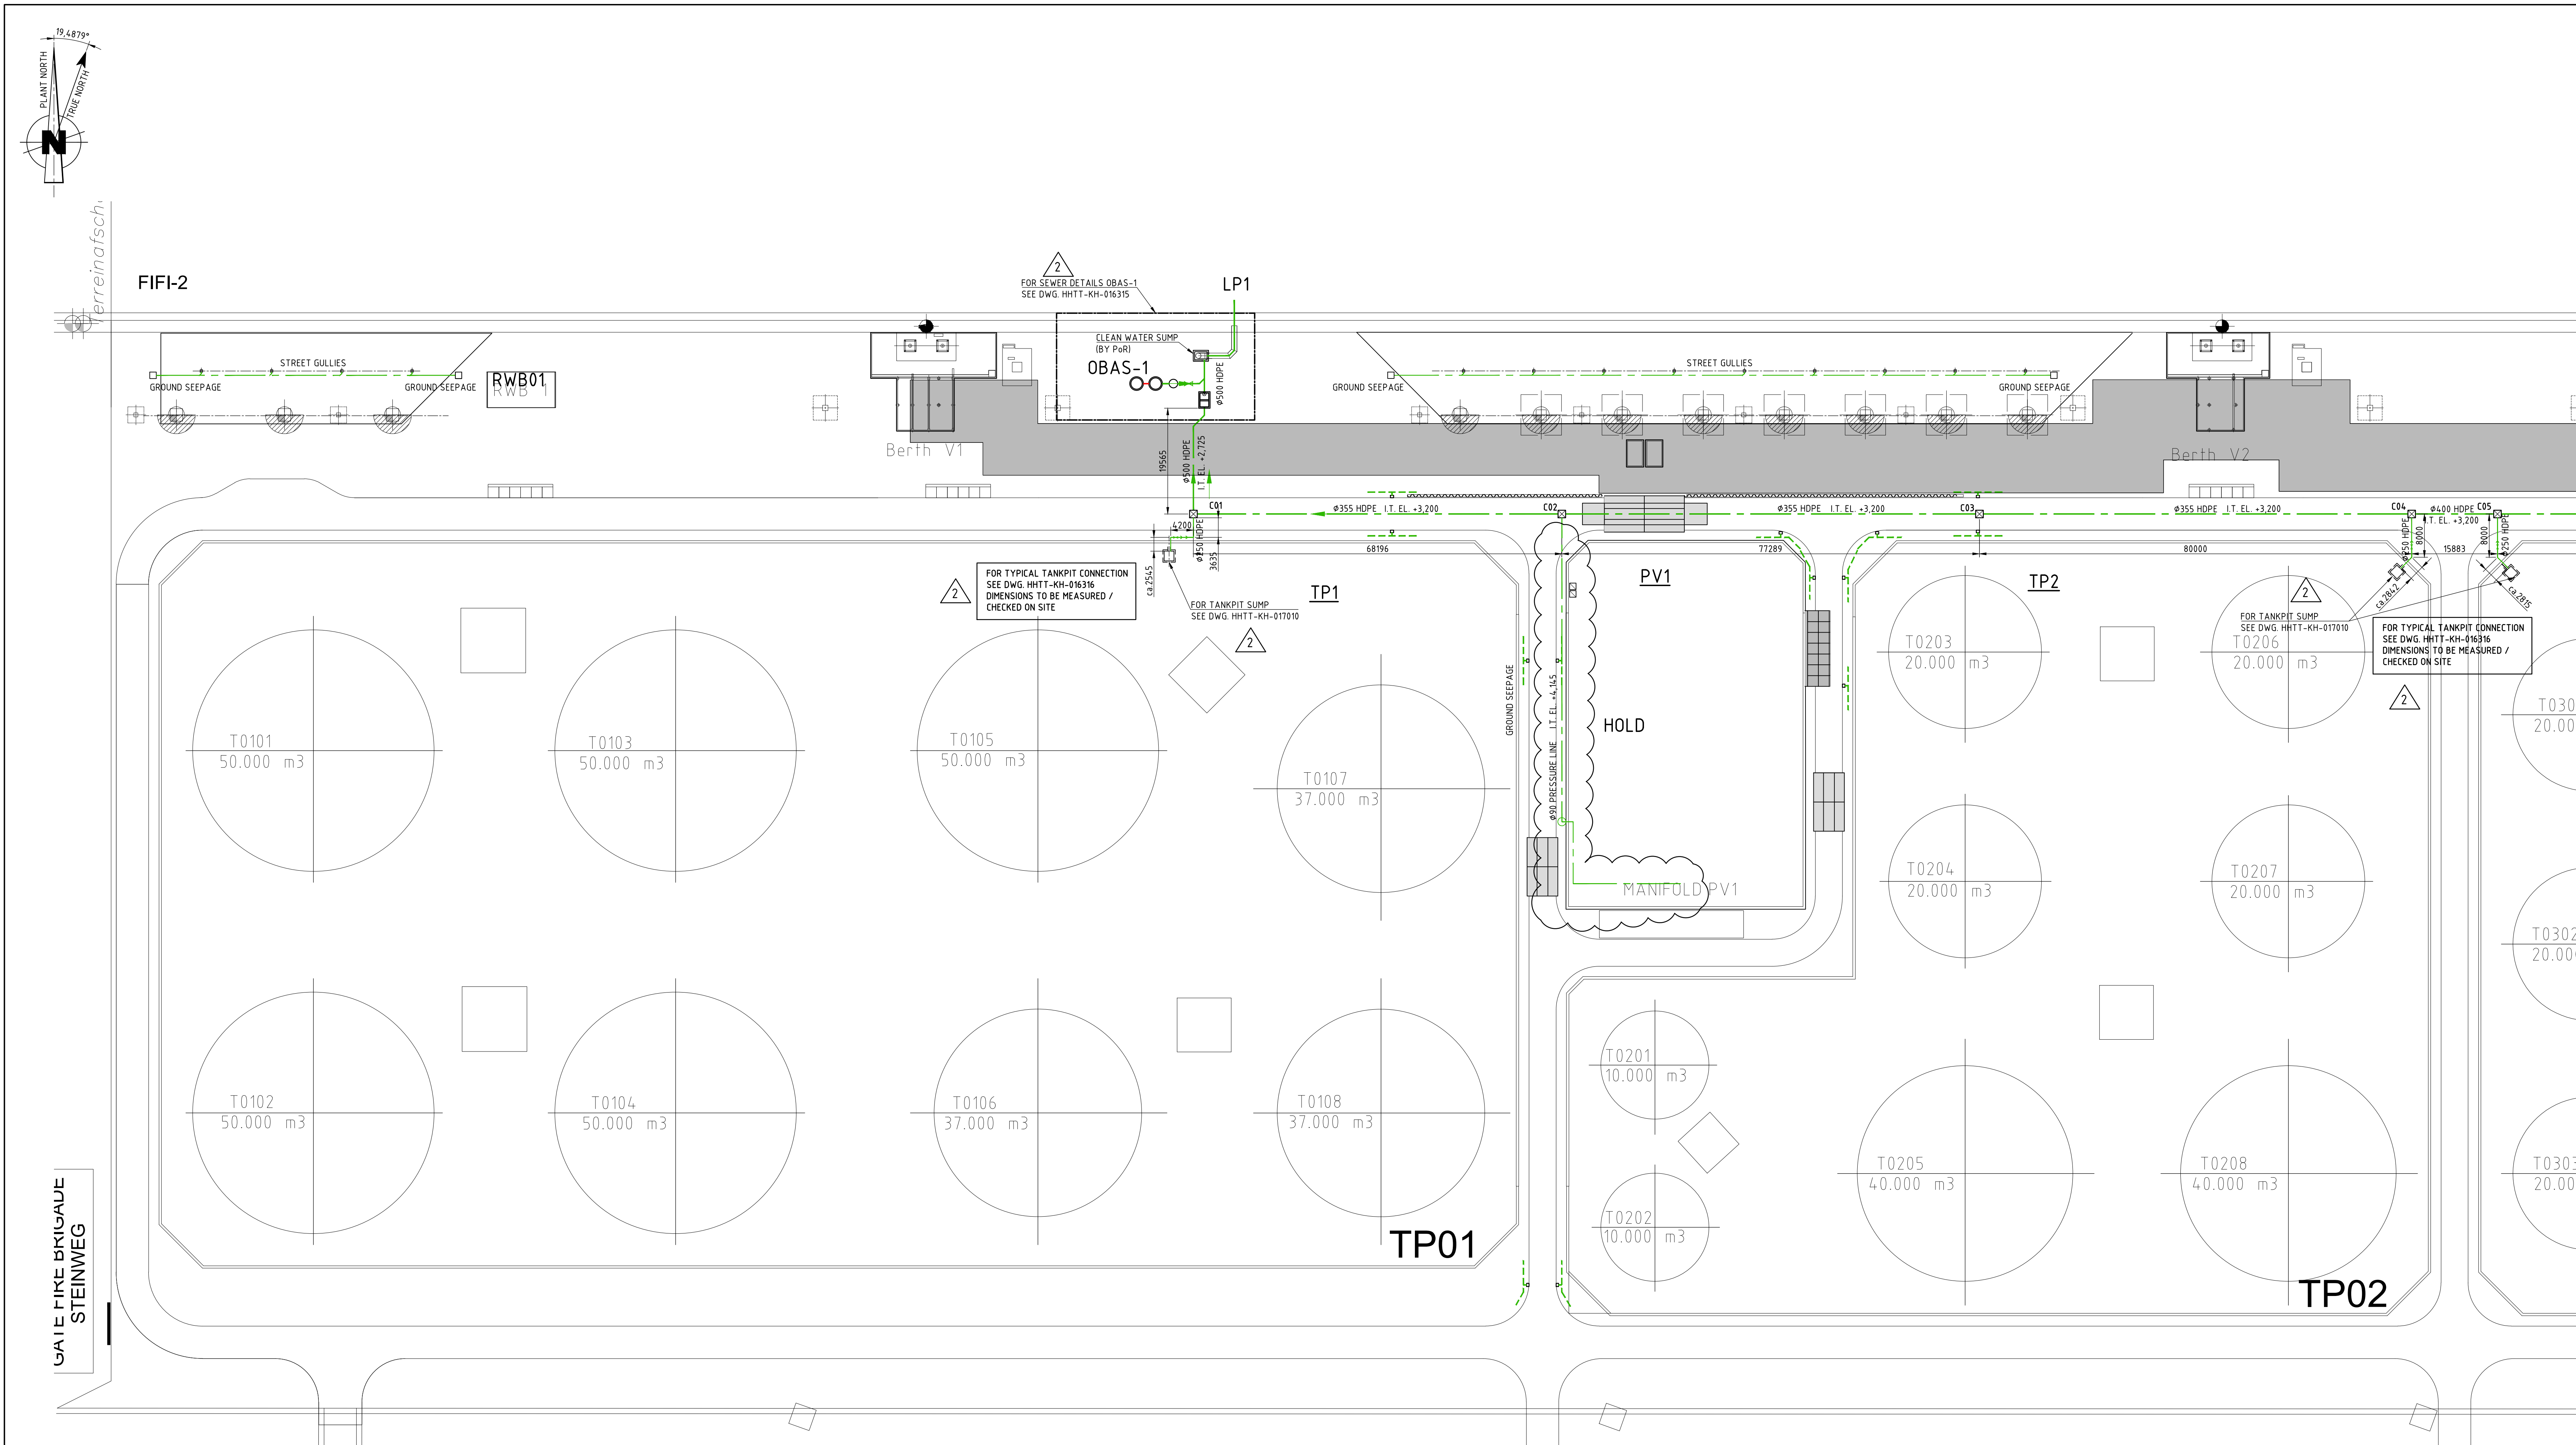 19,4879°
PLANT NORTH
TRUE NORTH
N
FIFI-2
2
FOR SEWER DETAILS OBAS-1
SEE DWG. HHTT-KH-016315
LP1
CLEAN WATER SUMP
(BY PoR)
OBAS-1
Ø500 HDPE
STREET GULLIES
GROUND SEEPAGE
GROUND SEEPAGE
RWB01
RWB 1
STREET GULLIES
GROUND SEEPAGE
GROUND SEEPAGE
Berth V1
Berth V2
19565
Ø500 HDPE
I.T. EL. +2,725
C01
Ø355 HDPE I.T. EL. +3,200
C02
Ø355 HDPE I.T. EL. +3,200
C03
Ø355 HDPE I.T. EL. +3,200
C04
Ø400 HDPE
I.T. EL. +3,200
C05
4200
Ø250 HDPE
3635
ca.2545
68196
77289
80000
15883
Ø250 HDPE
8000
8000
Ø250 HDPE
ca.2842
ca.2815
2
FOR TYPICAL TANKPIT CONNECTION
SEE DWG. HHTT-KH-016316
DIMENSIONS TO BE MEASURED /
CHECKED ON SITE
FOR TANKPIT SUMP
SEE DWG. HHTT-KH-017010
2
TP1
PV1
TP2
2
FOR TANKPIT SUMP
SEE DWG. HHTT-KH-017010
FOR TYPICAL TANKPIT CONNECTION
SEE DWG. HHTT-KH-016316
DIMENSIONS TO BE MEASURED /
CHECKED ON SITE
2
GROUND SEEPAGE
Ø90 PRESSURE LINE I.T. EL. +4,145
HOLD
MANIFOLD PV1
T0101
50.000 m3
T0103
50.000 m3
T0105
50.000 m3
T0107
37.000 m3
T0203
20.000 m3
T0206
20.000 m3
T0204
20.000 m3
T0207
20.000 m3
T0302
T0102
50.000 m3
T0104
50.000 m3
T0106
37.000 m3
T0108
37.000 m3
T0201
10.000 m3
T0202
10.000 m3
T0205
40.000 m3
T0208
40.000 m3
T0303
TP01
TP02
GATE FIRE BRIGADE
STEINWEG